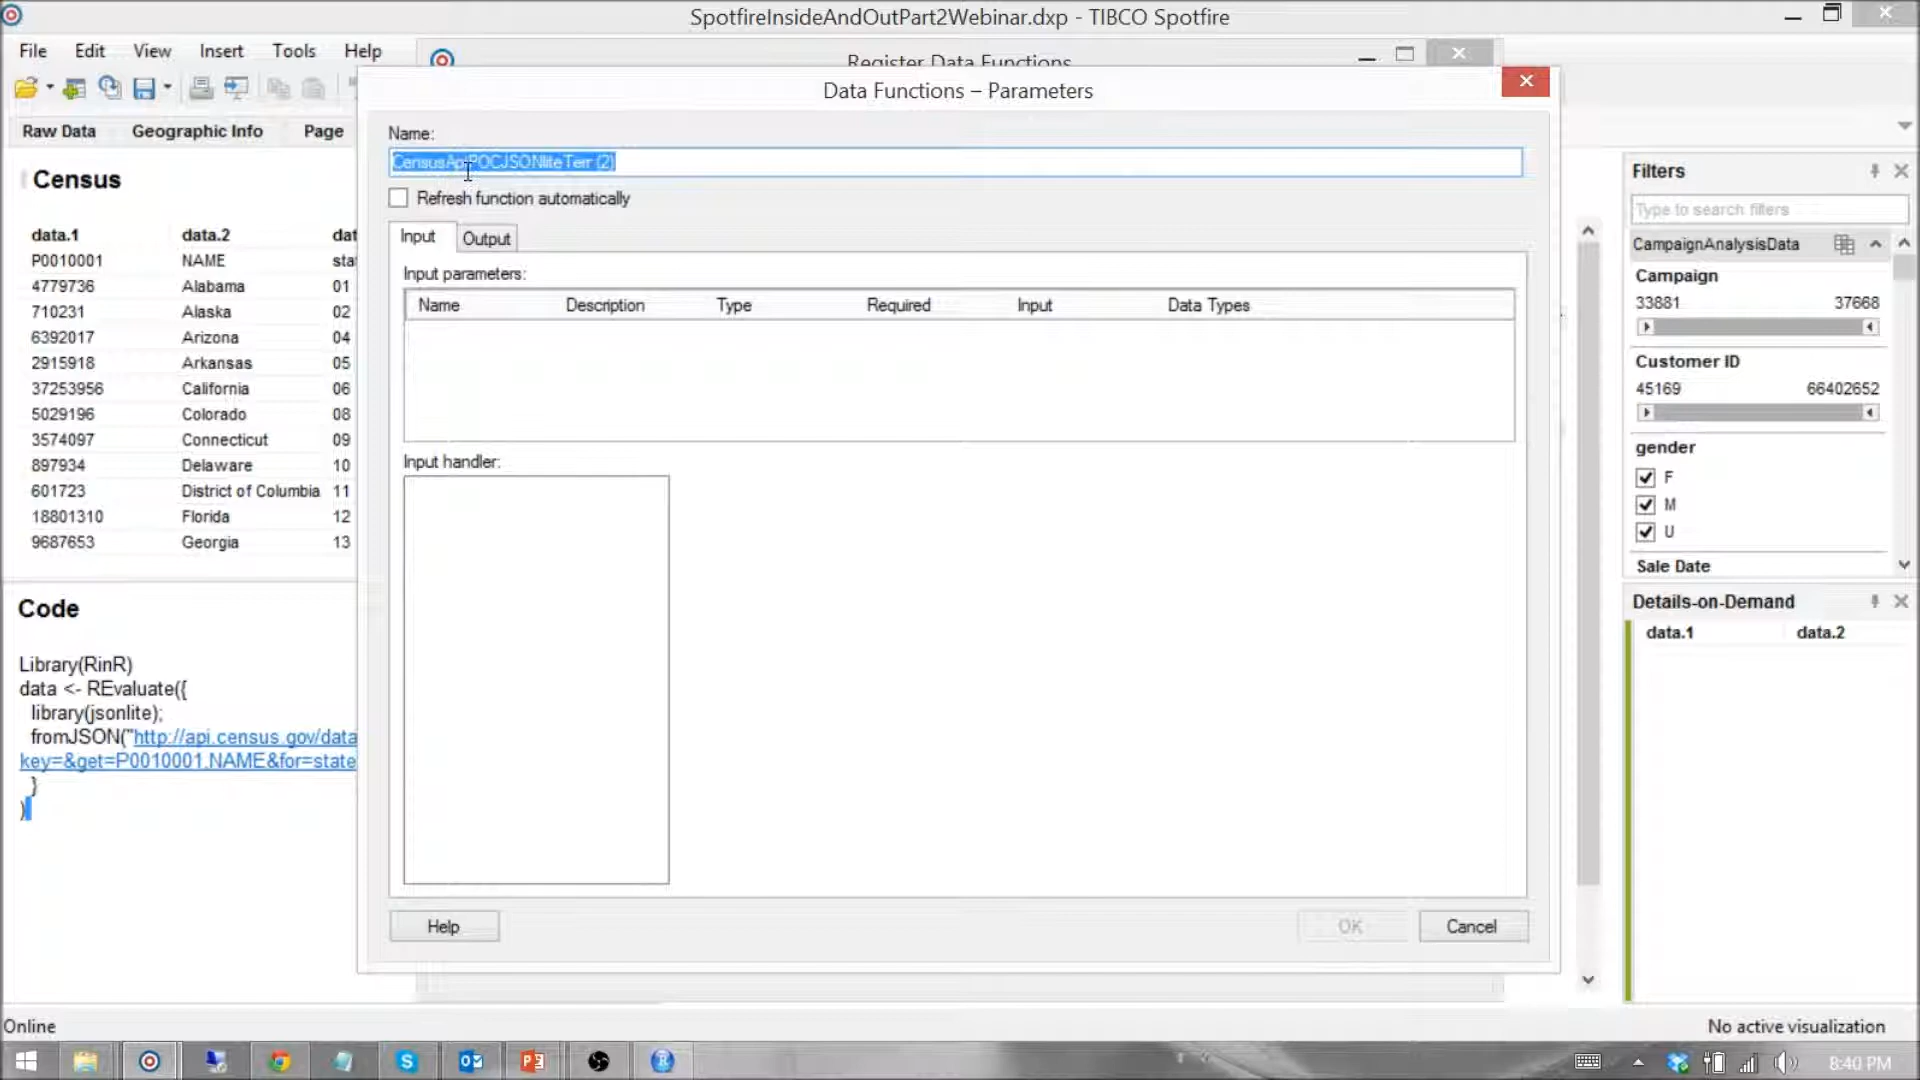 SpotfireInsideAndOutPart2Webinar.dxp - TIBCO Spotfire
File Edit View Insert Tools Help
Register Data Functions
Data Functions – Parameters
Raw Data Geographic Info Page
Name:
CensusApiPOCJSONliteTerr (2)
Refresh function automatically
Input Output
Input parameters:
Name Description Type Required Input Data Types
Input handler:
Help OK Cancel
Census
data.1 data.2 dat
P0010001 NAME sta
4779736 Alabama 01
710231 Alaska 02
6392017 Arizona 04
2915918 Arkansas 05
37253956 California 06
5029196 Colorado 08
3574097 Connecticut 09
897934 Delaware 10
601723 District of Columbia 11
18801310 Florida 12
9687653 Georgia 13
Code
Library(RinR)
data <- REvaluate({
library(jsonlite);
fromJSON("http://api.census.gov/data
key=&get=P0010001,NAME&for=state
}
)
Filters
Type to search filters
CampaignAnalysisData
Campaign
33881 37668
Customer ID
45169 66402652
gender
F
M
U
Sale Date
Details-on-Demand
data.1 data.2
Online
No active visualization
8:40 PM